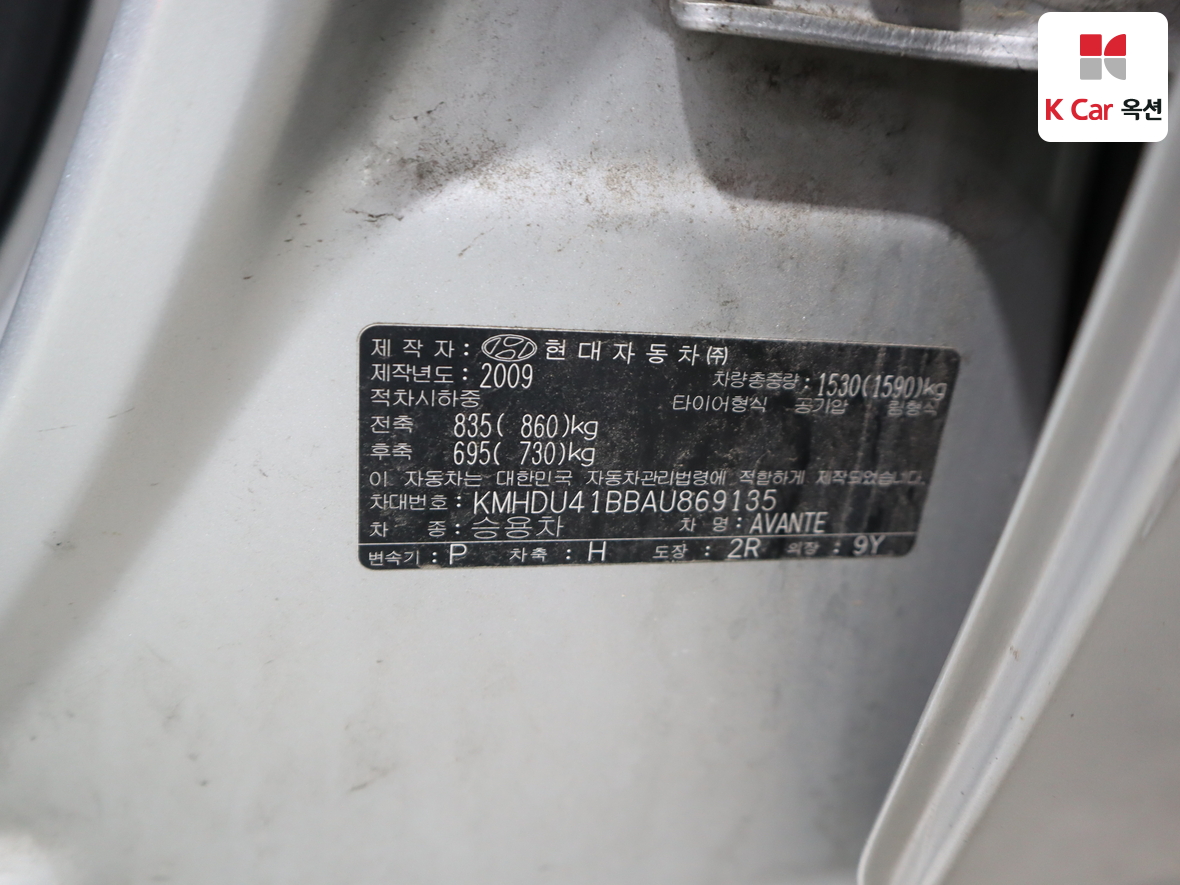 K Car 옥션
제 작 자 : 현 대 자 동 차 ㈜
제작년도 : 2009 차량총중량 : 1530(1590)kg
적차시하중 타이어형식 공기압 림형식
전축 835( 860)kg
후축 695( 730)kg
이 자동차는 대한민국 자동차관리법령에 적합하게 제작되었습니다.
차대번호 : KMHDU41BBAU869135
차 종 : 승용차 차 명 : AVANTE
변속기 : P 차축 : H 도장 : 2R 외장 : 9Y